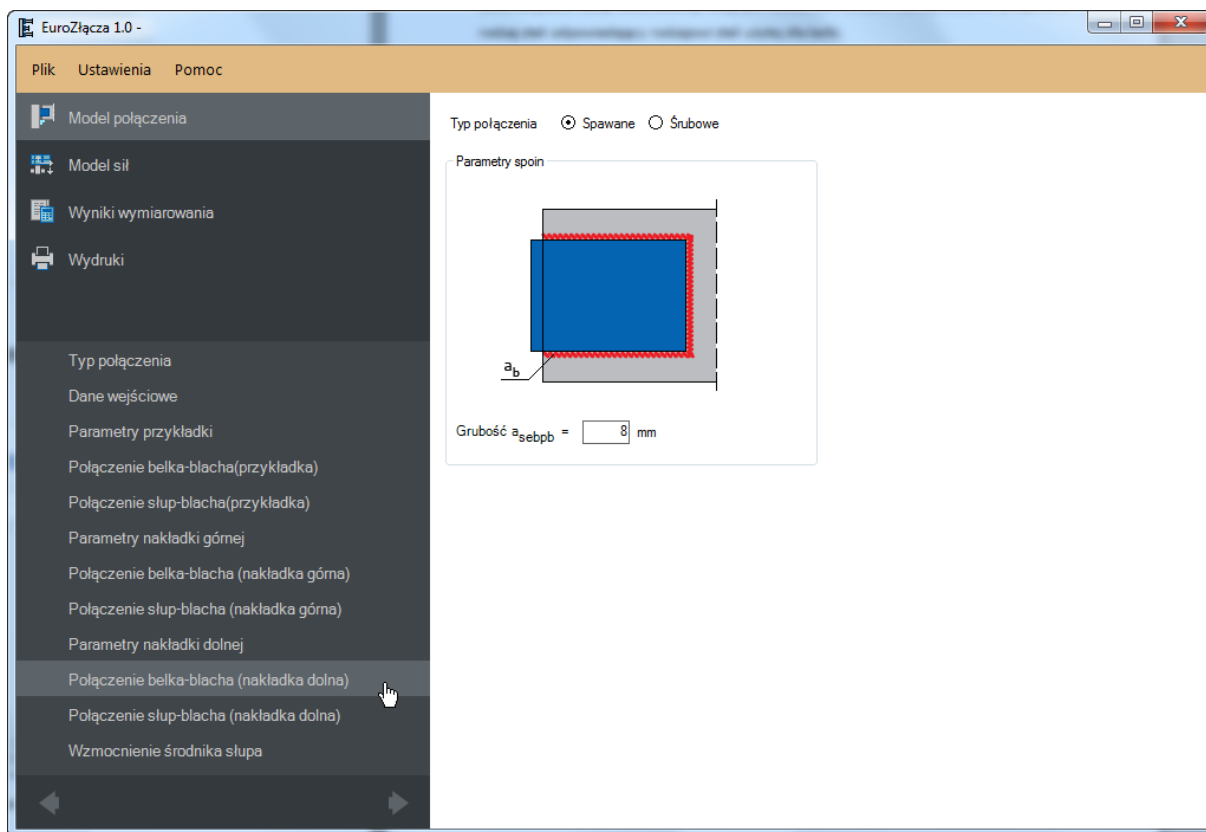 EuroZłącza 1.0 -
Plik Ustawienia Pomoc
Model połączenia
Model sił
Wyniki wymiarowania
Wydruki
Typ połączenia
Dane wejściowe
Parametry przykładki
Połączenie belka-blacha(przykładka)
Połączenie słup-blacha(przykładka)
Parametry nakładki górnej
Połączenie belka-blacha (nakładka górna)
Połączenie słup-blacha (nakładka górna)
Parametry nakładki dolnej
Połączenie belka-blacha (nakładka dolna)
Połączenie słup-blacha (nakładka dolna)
Wzmocnienie środnika słupa
Typ połączenia Spawane Śrubowe
Parametry spoin
ab
Grubość asebpb = 8 mm